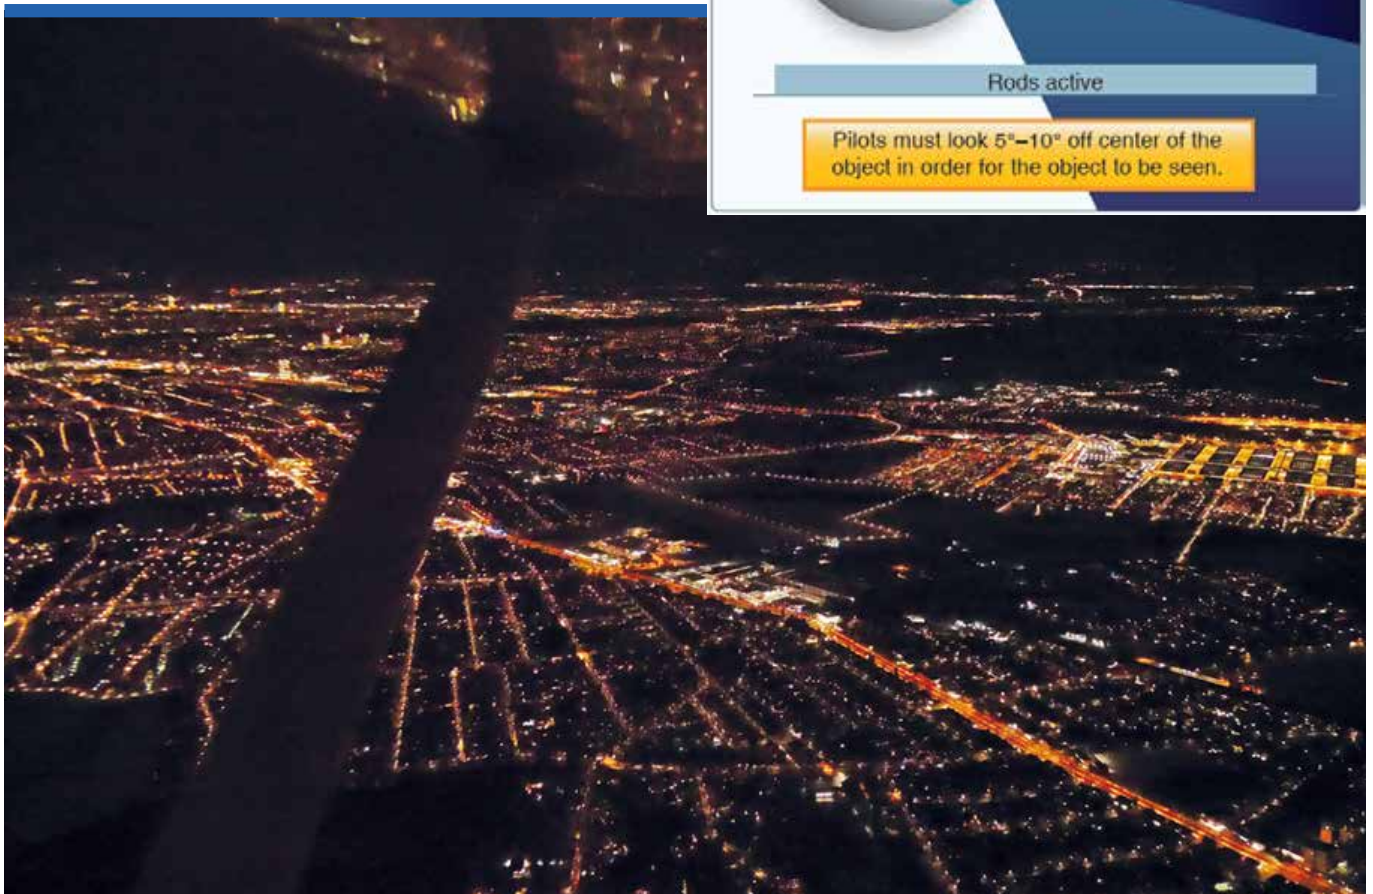 Rods active
Pilots must look 5°–10° off center of the
object in order for the object to be seen.